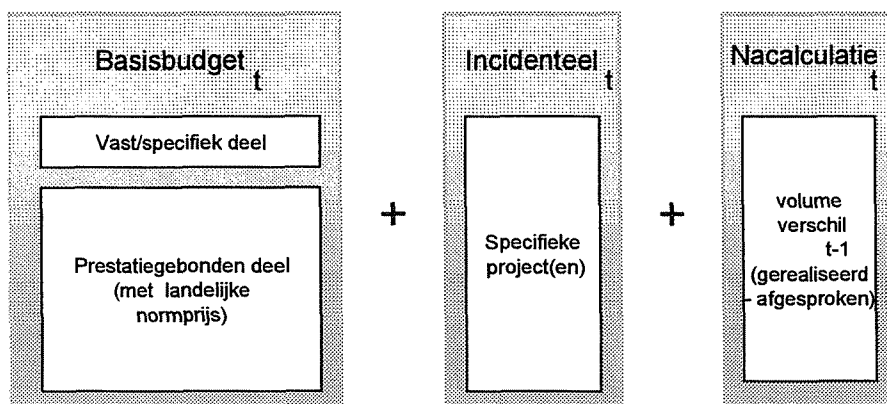 Basisbudget t
Vast/specifiek deel
Prestatiegebonden deel
(met landelijke
normprijs)
+
Incidenteel t
Specifieke
project(en)
+
Nacalculatie t
volume
verschil
t-1
(gerealiseerd
- afgesproken)